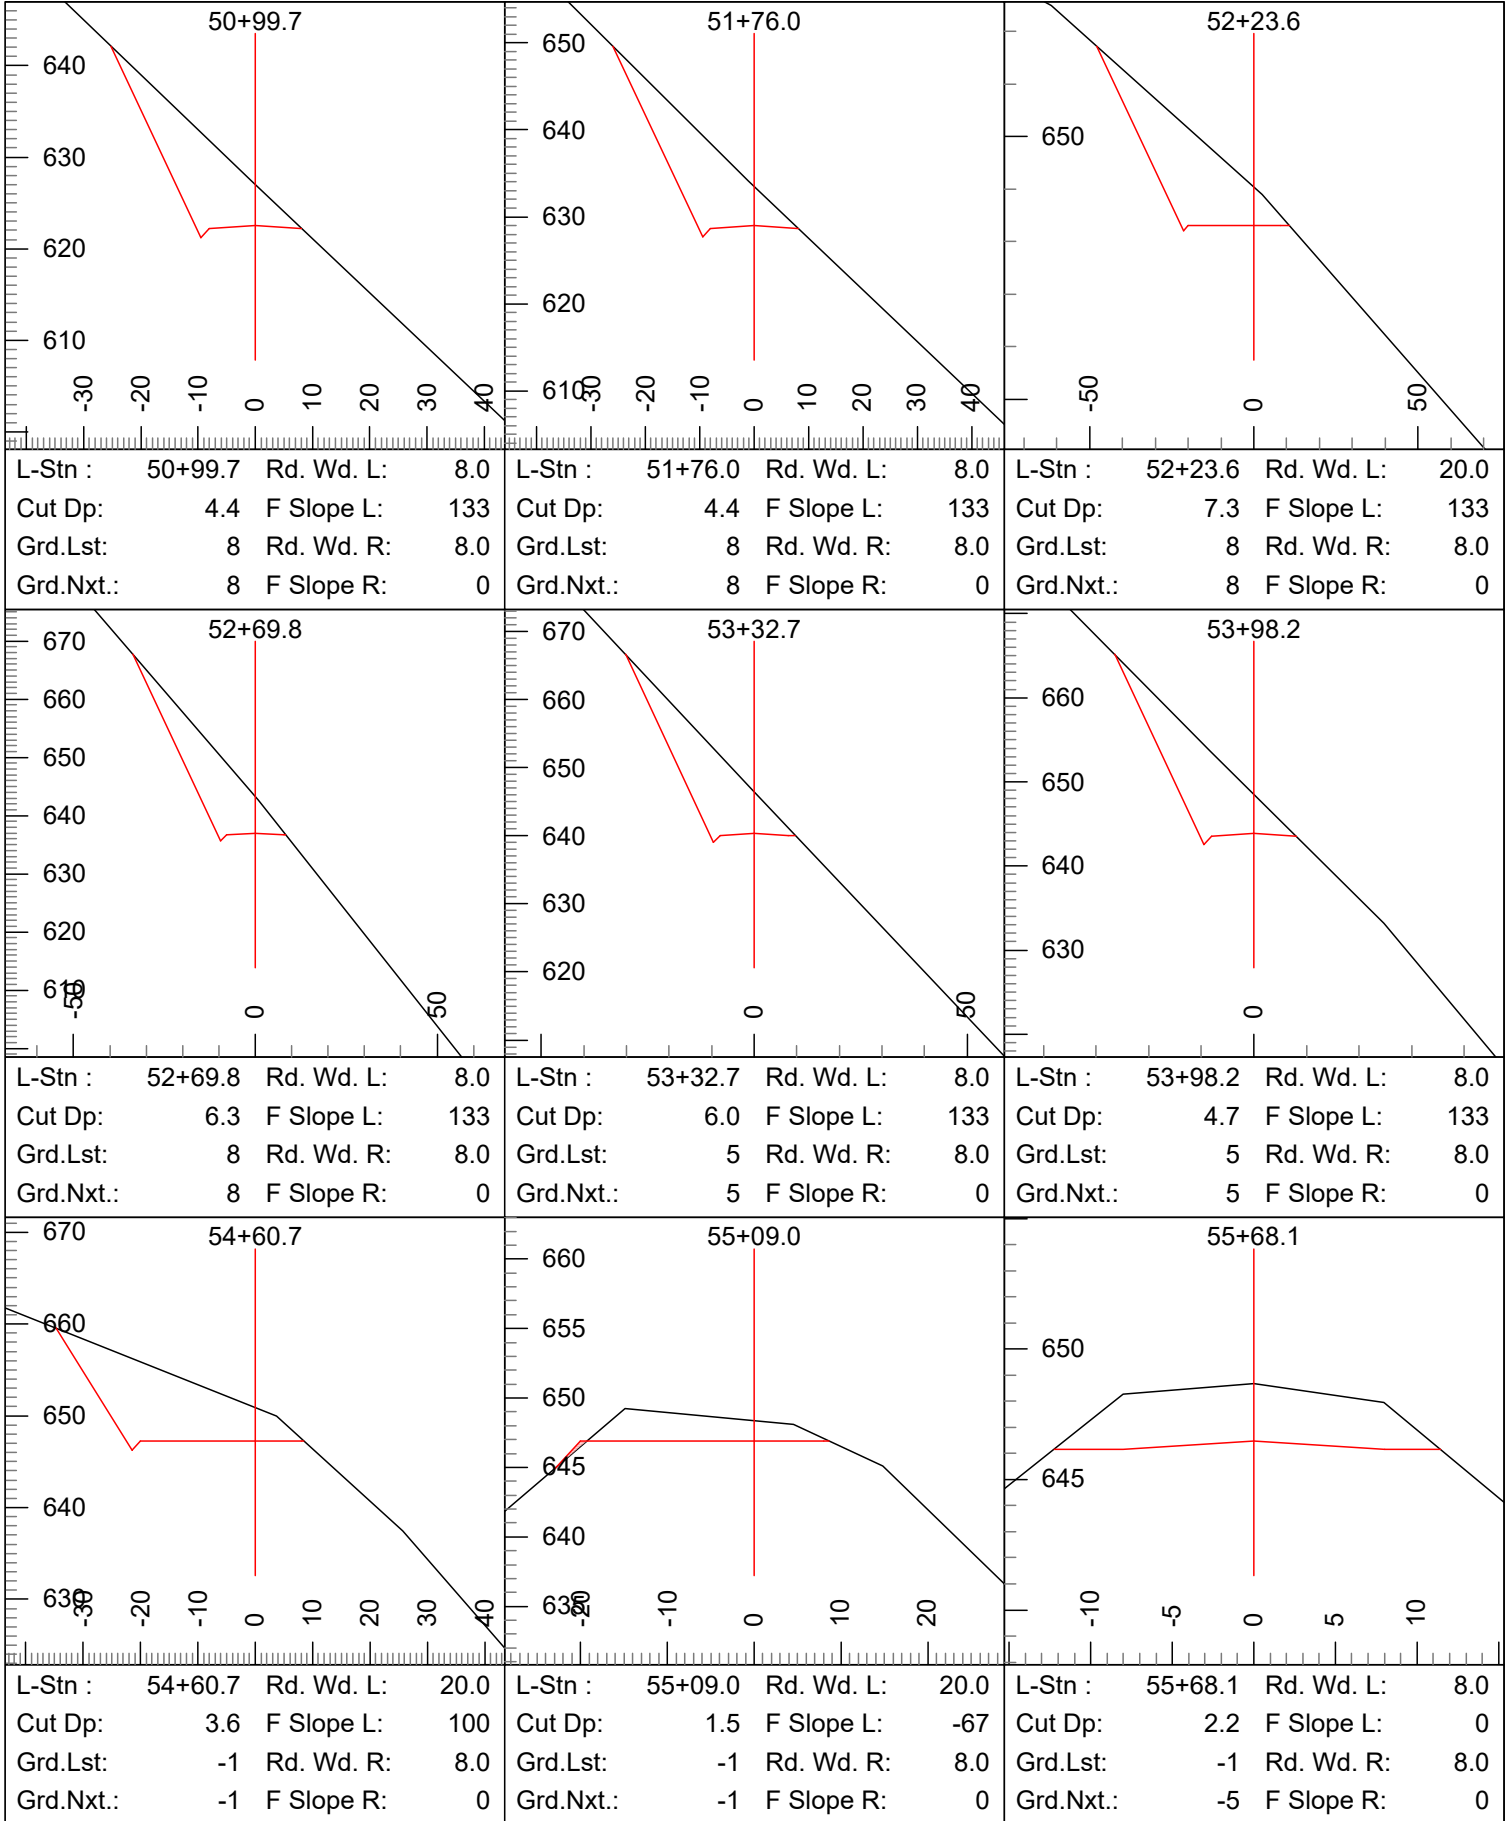 50+99.7
640
630
620
610
-30 -20 -10 0 10 20 30 40
L-Stn : 50+99.7 Rd. Wd. L: 8.0
Cut Dp: 4.4 F Slope L: 133
Grd.Lst: 8 Rd. Wd. R: 8.0
Grd.Nxt.: 8 F Slope R: 0
51+76.0
650
640
630
620
610
-30 -20 -10 0 10 20 30 40
L-Stn : 51+76.0 Rd. Wd. L: 8.0
Cut Dp: 4.4 F Slope L: 133
Grd.Lst: 8 Rd. Wd. R: 8.0
Grd.Nxt.: 8 F Slope R: 0
52+23.6
650
-50 0 50
L-Stn : 52+23.6 Rd. Wd. L: 20.0
Cut Dp: 7.3 F Slope L: 133
Grd.Lst: 8 Rd. Wd. R: 8.0
Grd.Nxt.: 8 F Slope R: 0
52+69.8
670
660
650
640
630
620
610
-50 0 50
L-Stn : 52+69.8 Rd. Wd. L: 8.0
Cut Dp: 6.3 F Slope L: 133
Grd.Lst: 8 Rd. Wd. R: 8.0
Grd.Nxt.: 8 F Slope R: 0
53+32.7
670
660
650
640
630
620
0 50
L-Stn : 53+32.7 Rd. Wd. L: 8.0
Cut Dp: 6.0 F Slope L: 133
Grd.Lst: 5 Rd. Wd. R: 8.0
Grd.Nxt.: 5 F Slope R: 0
53+98.2
660
650
640
630
0
L-Stn : 53+98.2 Rd. Wd. L: 8.0
Cut Dp: 4.7 F Slope L: 133
Grd.Lst: 5 Rd. Wd. R: 8.0
Grd.Nxt.: 5 F Slope R: 0
54+60.7
670
660
650
640
630
-30 -20 -10 0 10 20 30 40
L-Stn : 54+60.7 Rd. Wd. L: 20.0
Cut Dp: 3.6 F Slope L: 100
Grd.Lst: -1 Rd. Wd. R: 8.0
Grd.Nxt.: -1 F Slope R: 0
55+09.0
660
655
650
645
640
635
-20 -10 0 10 20
L-Stn : 55+09.0 Rd. Wd. L: 20.0
Cut Dp: 1.5 F Slope L: -67
Grd.Lst: -1 Rd. Wd. R: 8.0
Grd.Nxt.: -1 F Slope R: 0
55+68.1
650
645
-10 -5 0 5 10
L-Stn : 55+68.1 Rd. Wd. L: 8.0
Cut Dp: 2.2 F Slope L: 0
Grd.Lst: -1 Rd. Wd. R: 8.0
Grd.Nxt.: -5 F Slope R: 0